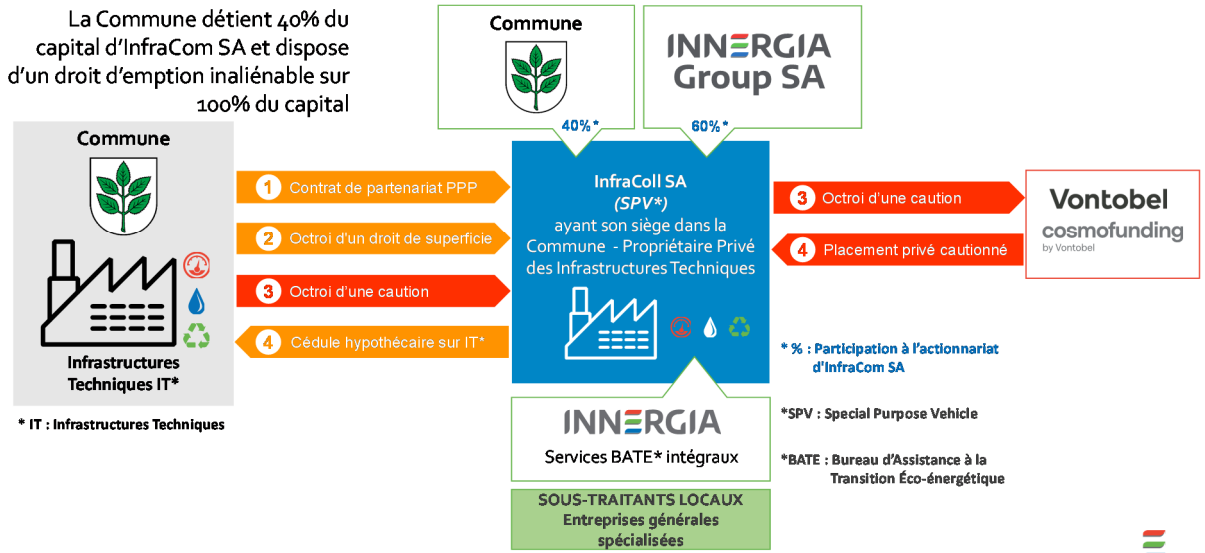 La Commune détient 40% du
capital d'InfraCom SA et dispose
d'un droit d'emption inaliénable sur
100% du capital
Commune
INNERGIA
Group SA
40%*
60%*
Commune
Infrastructures
Techniques IT*
* IT : Infrastructures Techniques
1 Contrat de partenariat PPP
2 Octroi d'un droit de superficie
3 Octroi d'une caution
4 Cédule hypothécaire sur IT*
InfraColl SA
(SPV*)
ayant son siège dans la
Commune - Propriétaire Privé
des Infrastructures Techniques
3 Octroi d'une caution
4 Placement privé cautionné
Vontobel
cosmofunding
by Vontobel
INNERGIA
Services BATE* intégraux
SOUS-TRAITANTS LOCAUX
Entreprises générales
spécialisées
* % : Participation à l'actionnariat
d'InfraCom SA
*SPV : Special Purpose Vehicle
*BATE : Bureau d'Assistance à la
Transition Éco-énergétique